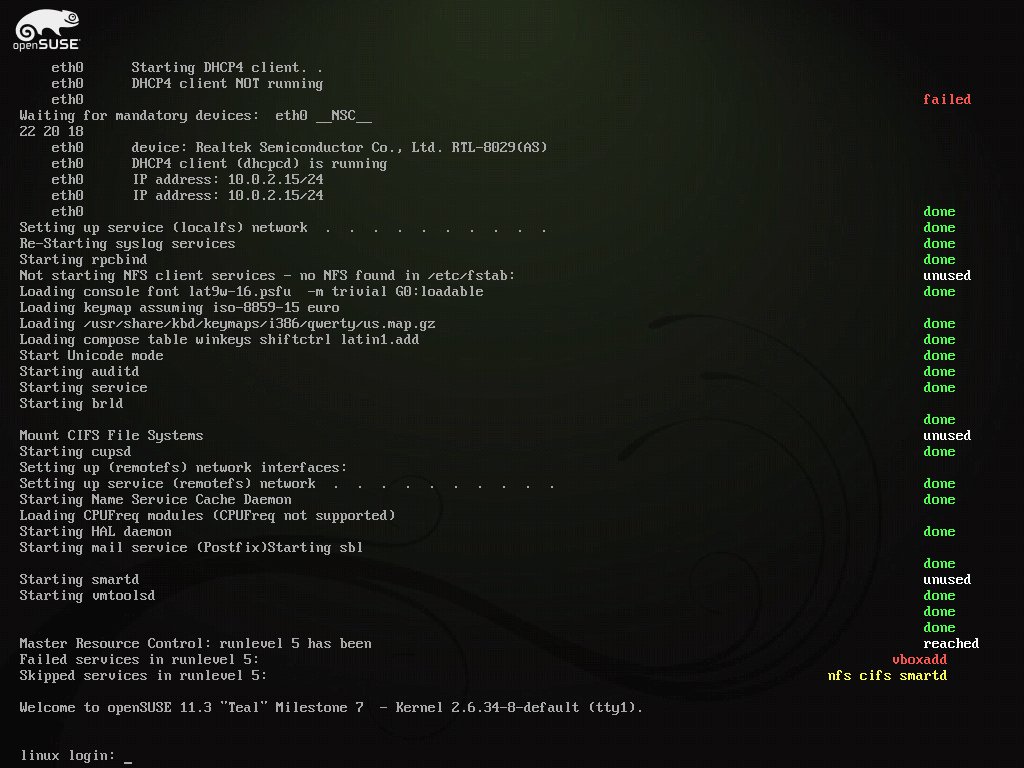 openSUSE
eth0 Starting DHCP4 client. .
eth0 DHCP4 client NOT running
eth0 failed
Waiting for mandatory devices: eth0 __NSC__
22 20 18
eth0 device: Realtek Semiconductor Co., Ltd. RTL-8029(AS)
eth0 DHCP4 client (dhcpcd) is running
eth0 IP address: 10.0.2.15/24
eth0 IP address: 10.0.2.15/24
eth0 done
Setting up service (localfs) network . . . . . . . . . . done
Re-Starting syslog services done
Starting rpcbind done
Not starting NFS client services - no NFS found in /etc/fstab: unused
Loading console font lat9w-16.psfu -m trivial G0:loadable done
Loading keymap assuming iso-8859-15 euro
Loading /usr/share/kbd/keymaps/i386/qwerty/us.map.gz done
Loading compose table winkeys shiftctrl latin1.add done
Start Unicode mode done
Starting auditd done
Starting service done
Starting brld
done
Mount CIFS File Systems unused
Starting cupsd done
Setting up (remotefs) network interfaces:
Setting up service (remotefs) network . . . . . . . . . . done
Starting Name Service Cache Daemon done
Loading CPUFreq modules (CPUFreq not supported)
Starting HAL daemon done
Starting mail service (Postfix)Starting sbl
done
Starting smartd unused
Starting vmtoolsd done
done
done
Master Resource Control: runlevel 5 has been reached
Failed services in runlevel 5: vboxadd
Skipped services in runlevel 5: nfs cifs smartd
Welcome to openSUSE 11.3 "Teal" Milestone 7 - Kernel 2.6.34-8-default (tty1).
linux login: _